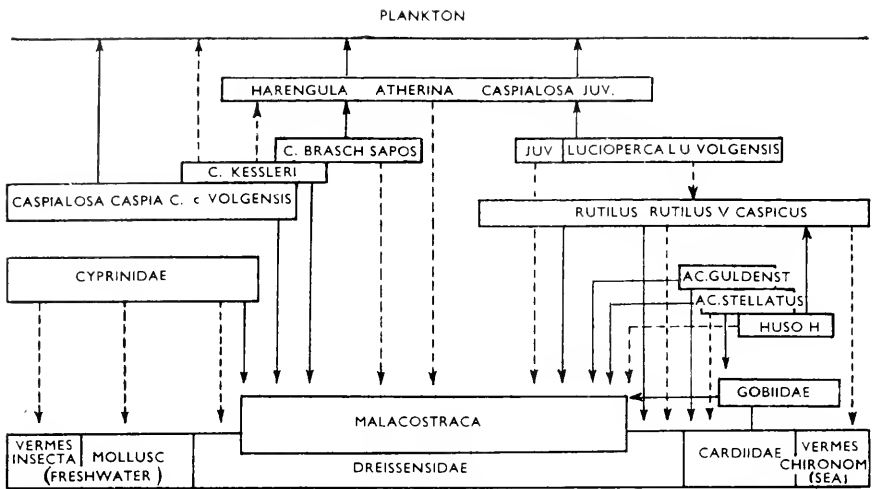 PLANKTON
HARENGULA ATHERINA CASPIALOSA JUV.
C. BRASCH SAPOS
JUV LUCIOPERCA L U VOLGENSIS
C. KESSLERI
CASPIALOSA CASPIA C. c VOLGENSIS
RUTILUS RUTILUS V CASPICUS
CYPRINIDAE
AC.GULDENST
AC.STELLATUS
HUSO H
GOBIIDAE
MALACOSTRACA
VERMES
INSECTA
MOLLUSC
(FRESHWATER)
DREISSENSIDAE
CARDIIDAE
VERMES
CHIRONOM
(SEA)